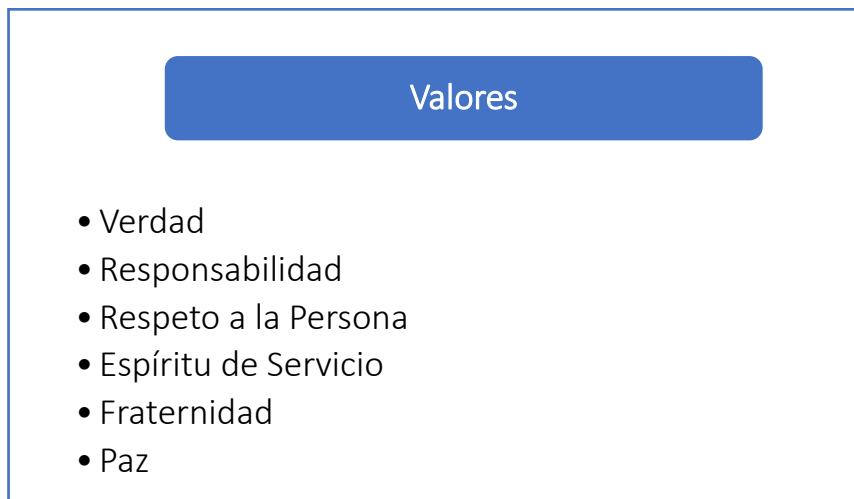 Valores
• Verdad
• Responsabilidad
• Respeto a la Persona
• Espíritu de Servicio
• Fraternidad
• Paz